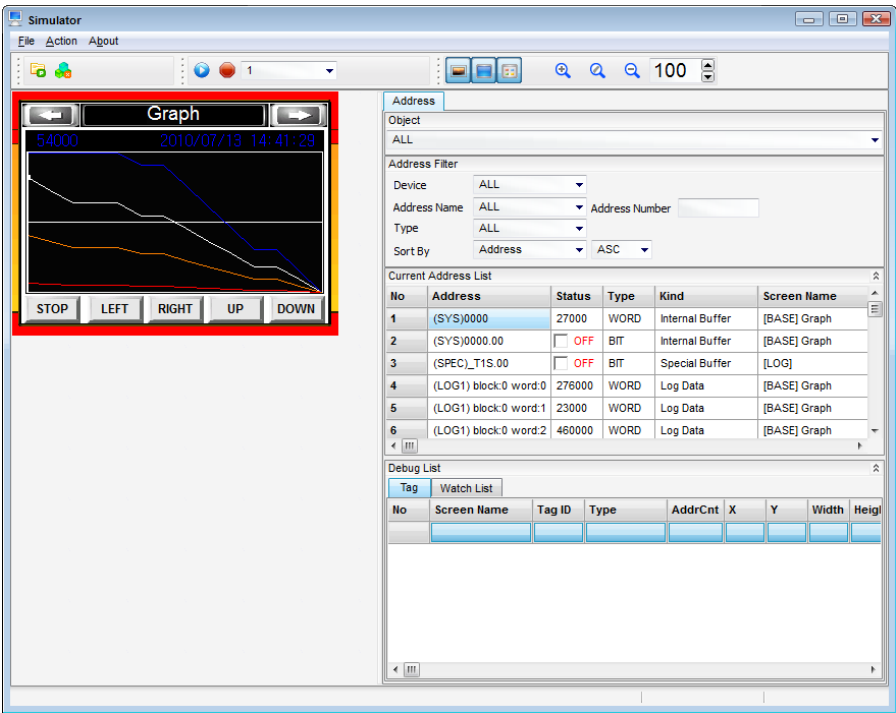 Simulator
File Action About
1 100
Graph
54000 2010/07/13 14:41:29
STOP LEFT RIGHT UP DOWN
Address
Object
ALL
Address Filter
Device ALL
Address Name ALL Address Number
Type ALL
Sort By Address ASC
Current Address List
No Address Status Type Kind Screen Name
1 (SYS)0000 27000 WORD Internal Buffer [BASE] Graph
2 (SYS)0000.00 OFF BIT Internal Buffer [BASE] Graph
3 (SPEC)_T1S.00 OFF BIT Special Buffer [LOG]
4 (LOG1) block:0 word:0 276000 WORD Log Data [BASE] Graph
5 (LOG1) block:0 word:1 23000 WORD Log Data [BASE] Graph
6 (LOG1) block:0 word:2 460000 WORD Log Data [BASE] Graph
Debug List
Tag Watch List
No Screen Name Tag ID Type AddrCnt X Y Width Heigl